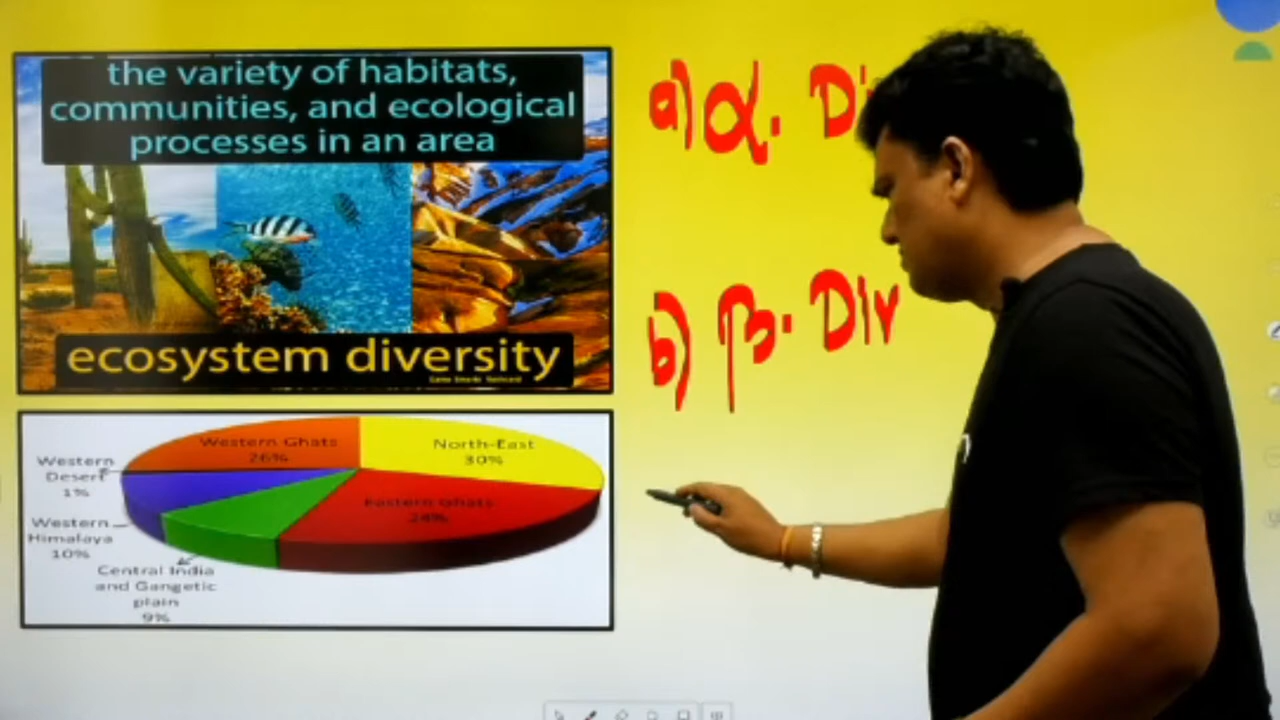 the variety of habitats,
communities, and ecological
processes in an area
ecosystem diversity
a) α. Di
b) β. Div
Western Ghats
26%
North-East
30%
Western
Desert
1%
Eastern Ghats
24%
Western
Himalaya
10%
Central India
and Gangetic
plain
9%